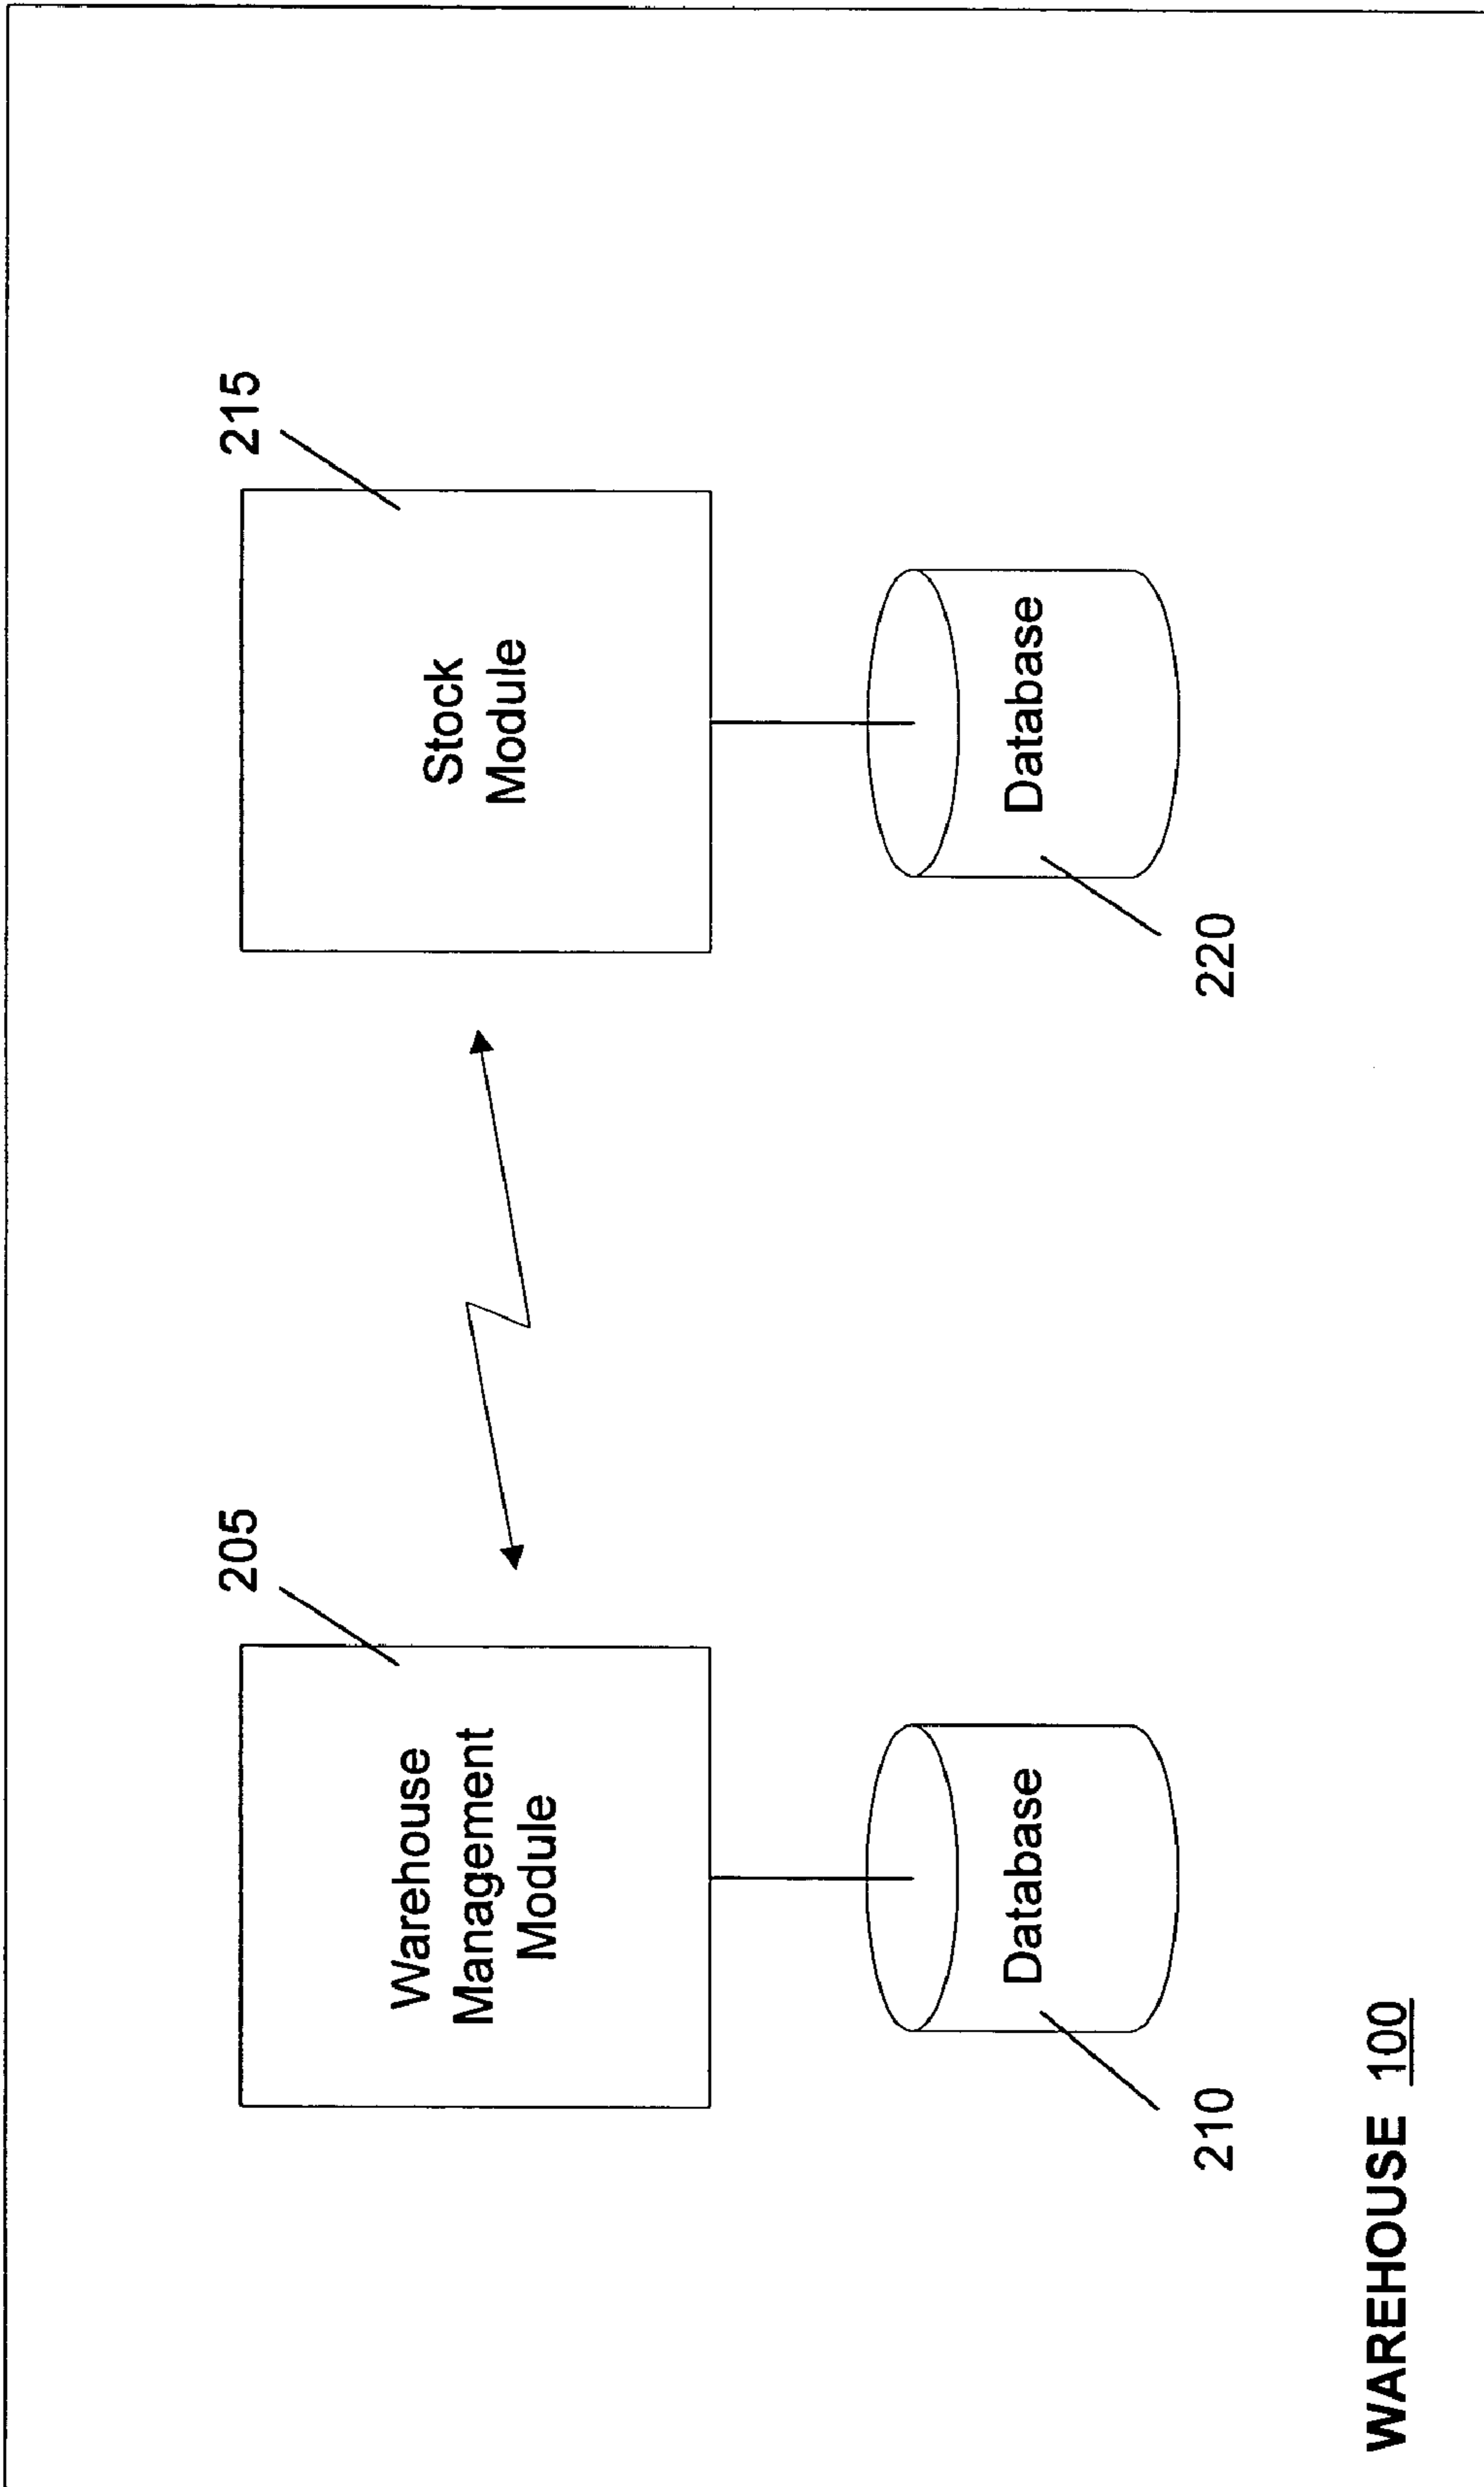 205
215
Warehouse
Management
Module
Stock
Module
Database
Database
210
220
WAREHOUSE 100